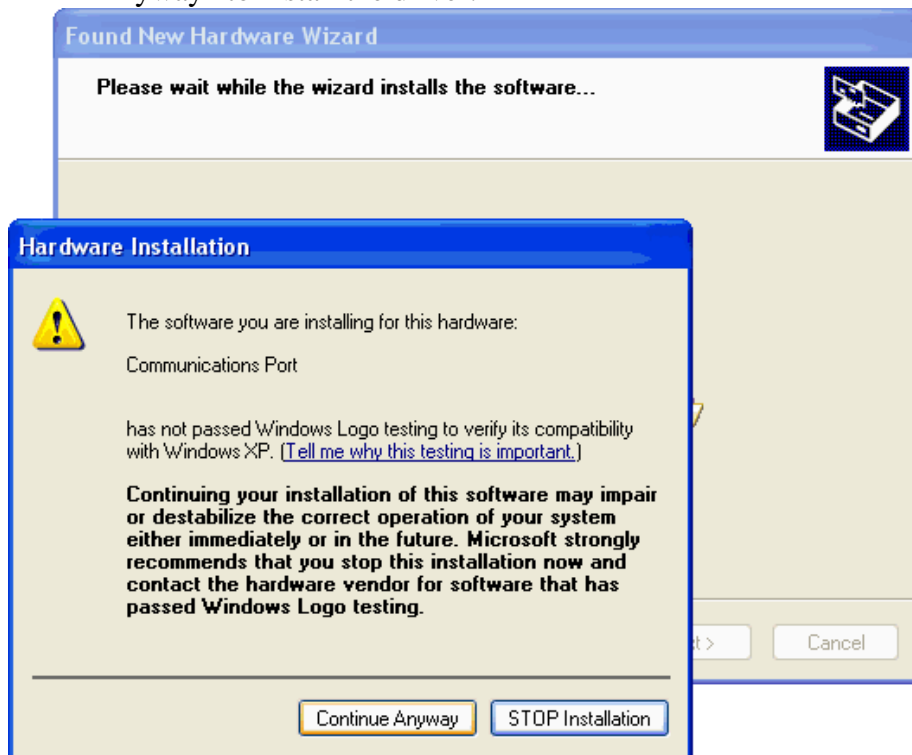 Found New Hardware Wizard
Please wait while the wizard installs the software...
Hardware Installation
The software you are installing for this hardware:
Communications Port
has not passed Windows Logo testing to verify its compatibility
with Windows XP. (Tell me why this testing is important.)
Continuing your installation of this software may impair
or destabilize the correct operation of your system
either immediately or in the future. Microsoft strongly
recommends that you stop this installation now and
contact the hardware vendor for software that has
passed Windows Logo testing.
Cancel
Continue Anyway
STOP Installation